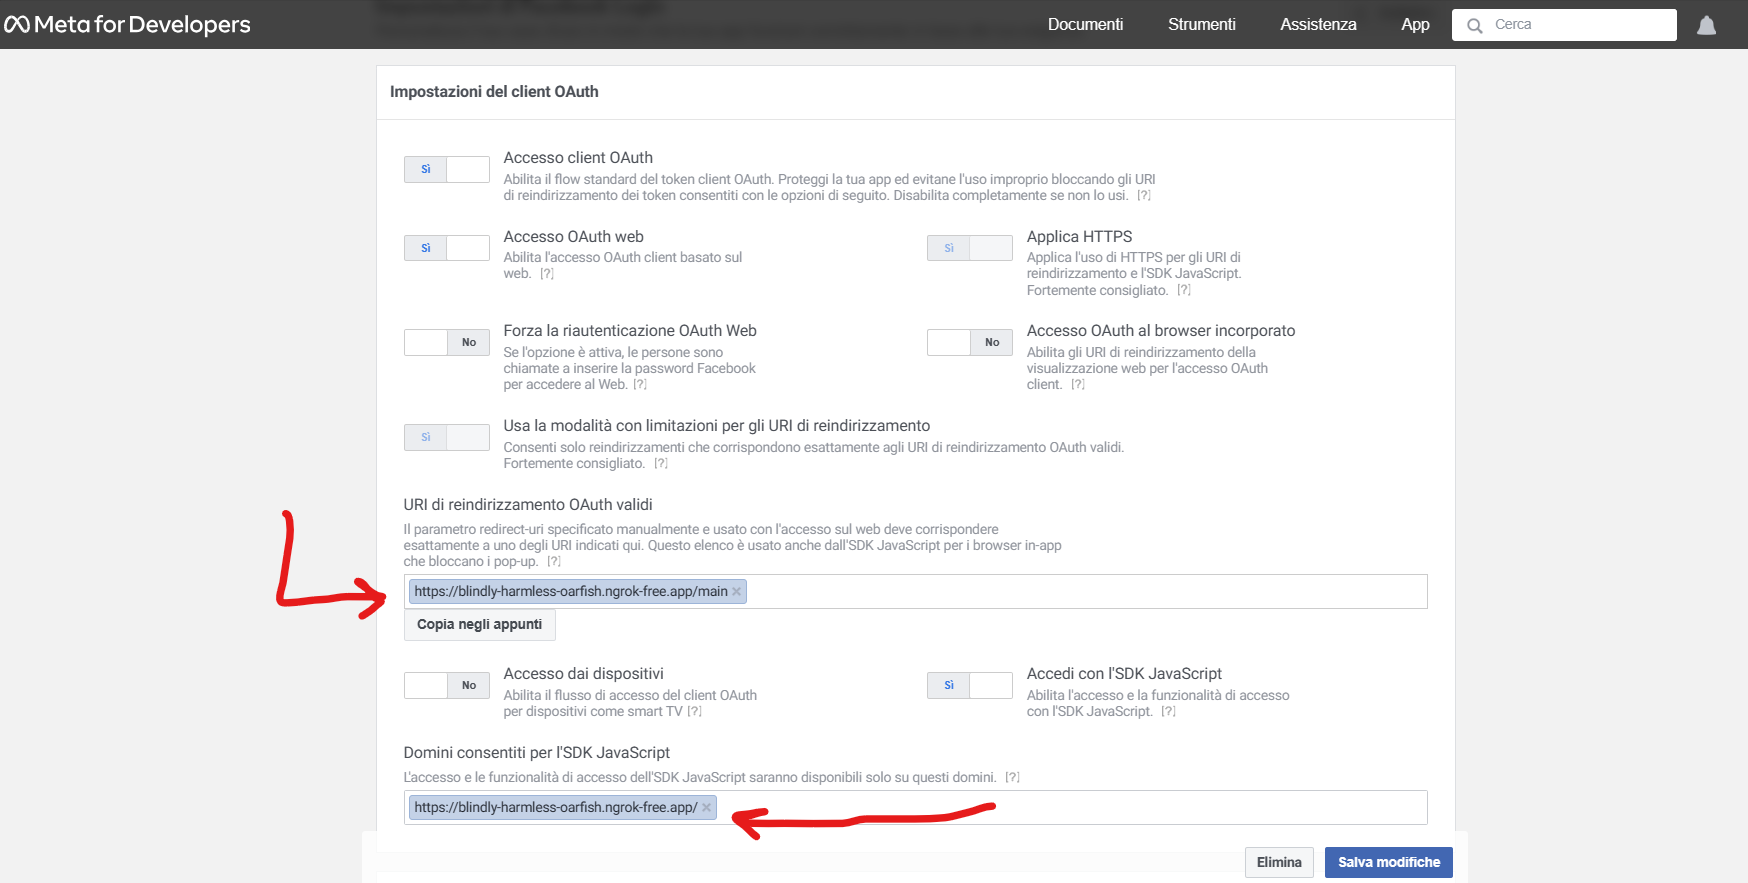 Meta for Developers
Documenti
Strumenti
Assistenza
App
Cerca
Impostazioni del client OAuth
Sì
Accesso client OAuth
Abilita il flow standard del token client OAuth. Proteggi la tua app ed evitane l'uso improprio bloccando gli URI
di reindirizzamento dei token consentiti con le opzioni di seguito. Disabilita completamente se non lo usi. [?]
Sì
Accesso OAuth web
Abilita l'accesso OAuth client basato sul
web. [?]
Sì
Applica HTTPS
Applica l'uso di HTTPS per gli URI di
reindirizzamento e l'SDK JavaScript.
Fortemente consigliato. [?]
No
Forza la riautenticazione OAuth Web
Se l'opzione è attiva, le persone sono
chiamate a inserire la password Facebook
per accedere al Web. [?]
No
Accesso OAuth al browser incorporato
Abilita gli URI di reindirizzamento della
visualizzazione web per l'accesso OAuth
client. [?]
Sì
Usa la modalità con limitazioni per gli URI di reindirizzamento
Consenti solo reindirizzamenti che corrispondono esattamente agli URI di reindirizzamento OAuth validi.
Fortemente consigliato. [?]
URI di reindirizzamento OAuth validi
Il parametro redirect-uri specificato manualmente e usato con l'accesso sul web deve corrispondere
esattamente a uno degli URI indicati qui. Questo elenco è usato anche dall'SDK JavaScript per i browser in-app
che bloccano i pop-up. [?]
https://blindly-harmless-oarfish.ngrok-free.app/main
Copia negli appunti
No
Accesso dai dispositivi
Abilita il flusso di accesso del client OAuth
per dispositivi come smart TV [?]
Sì
Accedi con l'SDK JavaScript
Abilita l'accesso e la funzionalità di accesso
con l'SDK JavaScript. [?]
Domini consentiti per l'SDK JavaScript
L'accesso e le funzionalità di accesso dell'SDK JavaScript saranno disponibili solo su questi domini. [?]
https://blindly-harmless-oarfish.ngrok-free.app/
Elimina
Salva modifiche